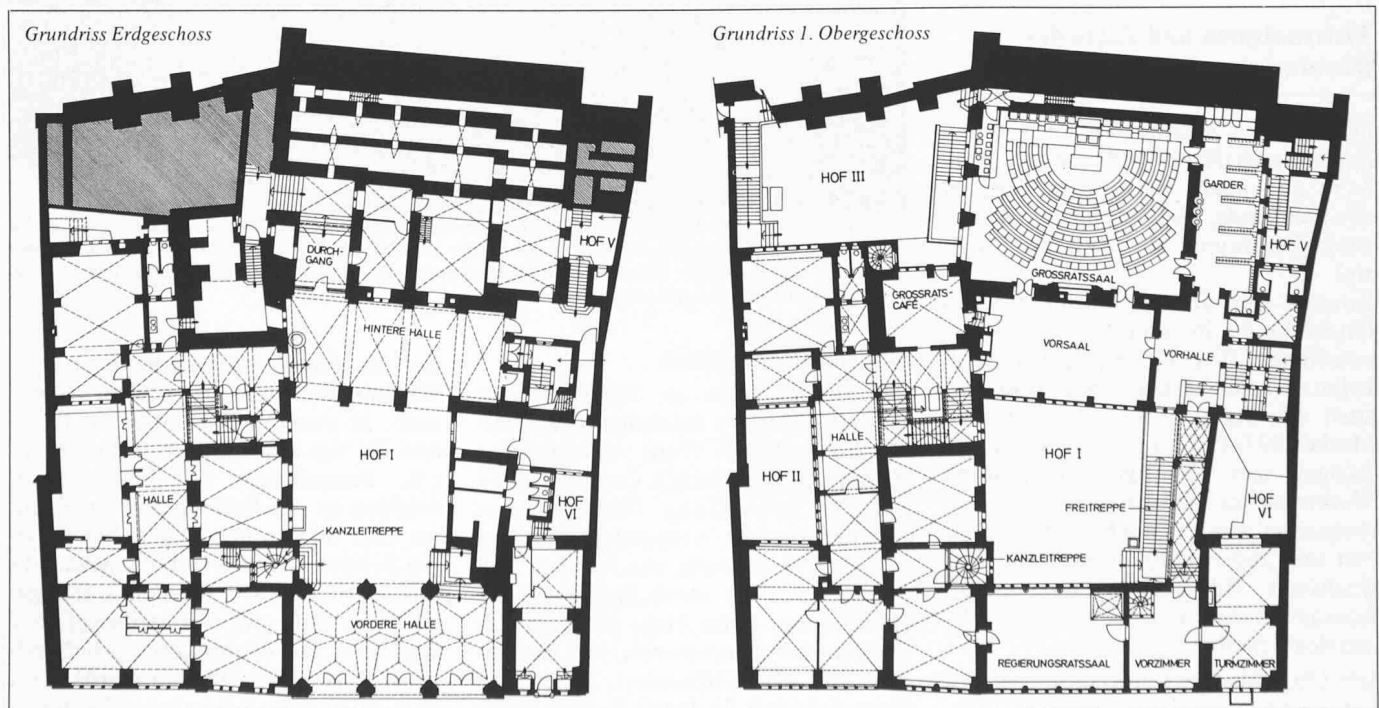 Grundriss Erdgeschoss
DURCH-
GANG
HOF V
HINTERE HALLE
HOF I
HALLE
HOF
VI
KANZLEITREPPE
VORDERE HALLE
Grundriss 1. Obergeschoss
HOF III
GARDER.
HOF V
GROSSRATSSAAL
GROSSRATS-
CAFÉ
VORSAAL
VORHALLE
HALLE
HOF I
HOF II
FREITREPPE
HOF
VI
KANZLEITREPPE
REGIERUNGSRATSSAAL
VORZIMMER
TURMZIMMER